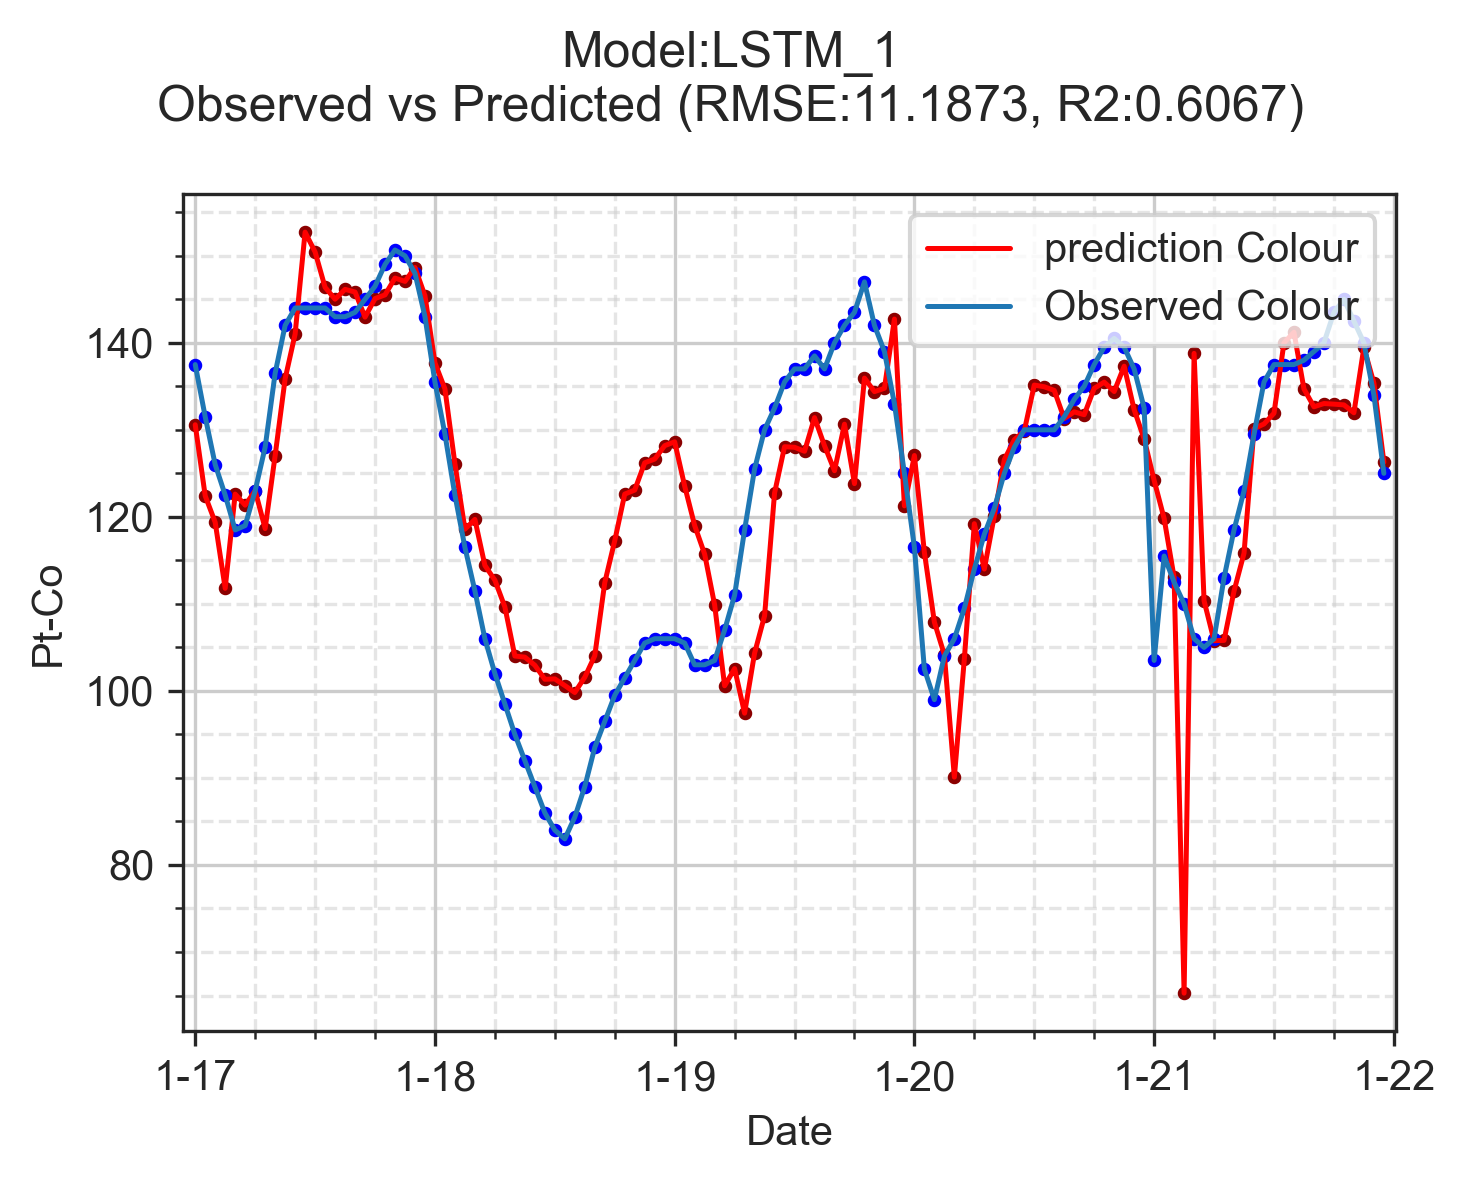 Model:LSTM_1
Observed vs Predicted (RMSE:11.1873, R2:0.6067)
prediction Colour
Observed Colour
140
120
100
80
Pt-Co
1-17
1-18
1-19
1-20
1-21
1-22
Date